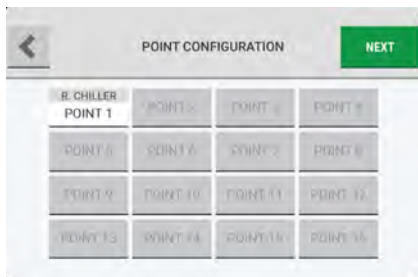 POINT CONFIGURATION
NEXT
R. CHILLER
POINT 1
POINT 2
POINT 3
POINT 4
POINT 5
POINT 6
POINT 7
POINT 8
POINT 9
POINT 10
POINT 11
POINT 12
POINT 13
POINT 14
POINT 15
POINT 16